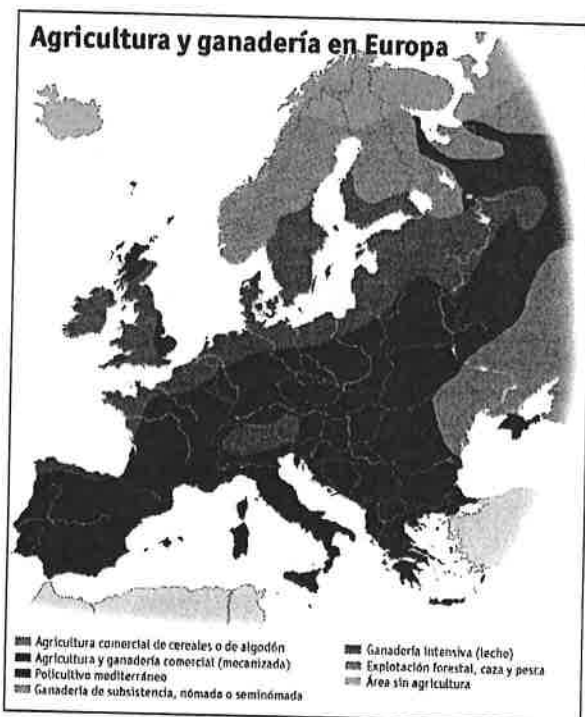 Agricultura y ganadería en Europa
Agricultura comercial de cereales o de algodón
Agricultura y ganadería comercial (mecanizada)
Policultivo mediterráneo
Ganadería de subsistencia, nómada o seminómada
Ganadería intensiva (leche)
Explotación forestal, caza y pesca
Área sin agricultura